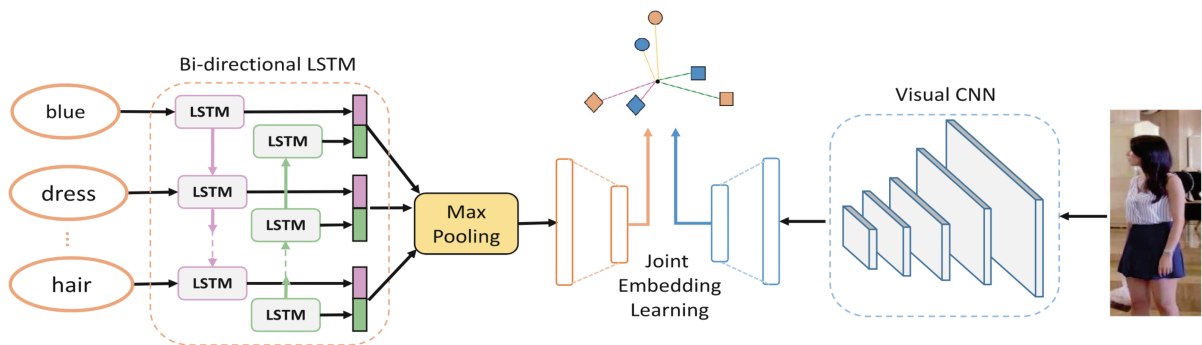 Bi-directional LSTM
blue
dress
...
hair
LSTM
LSTM
LSTM
LSTM
LSTM
LSTM
Max
Pooling
Joint
Embedding
Learning
Visual CNN